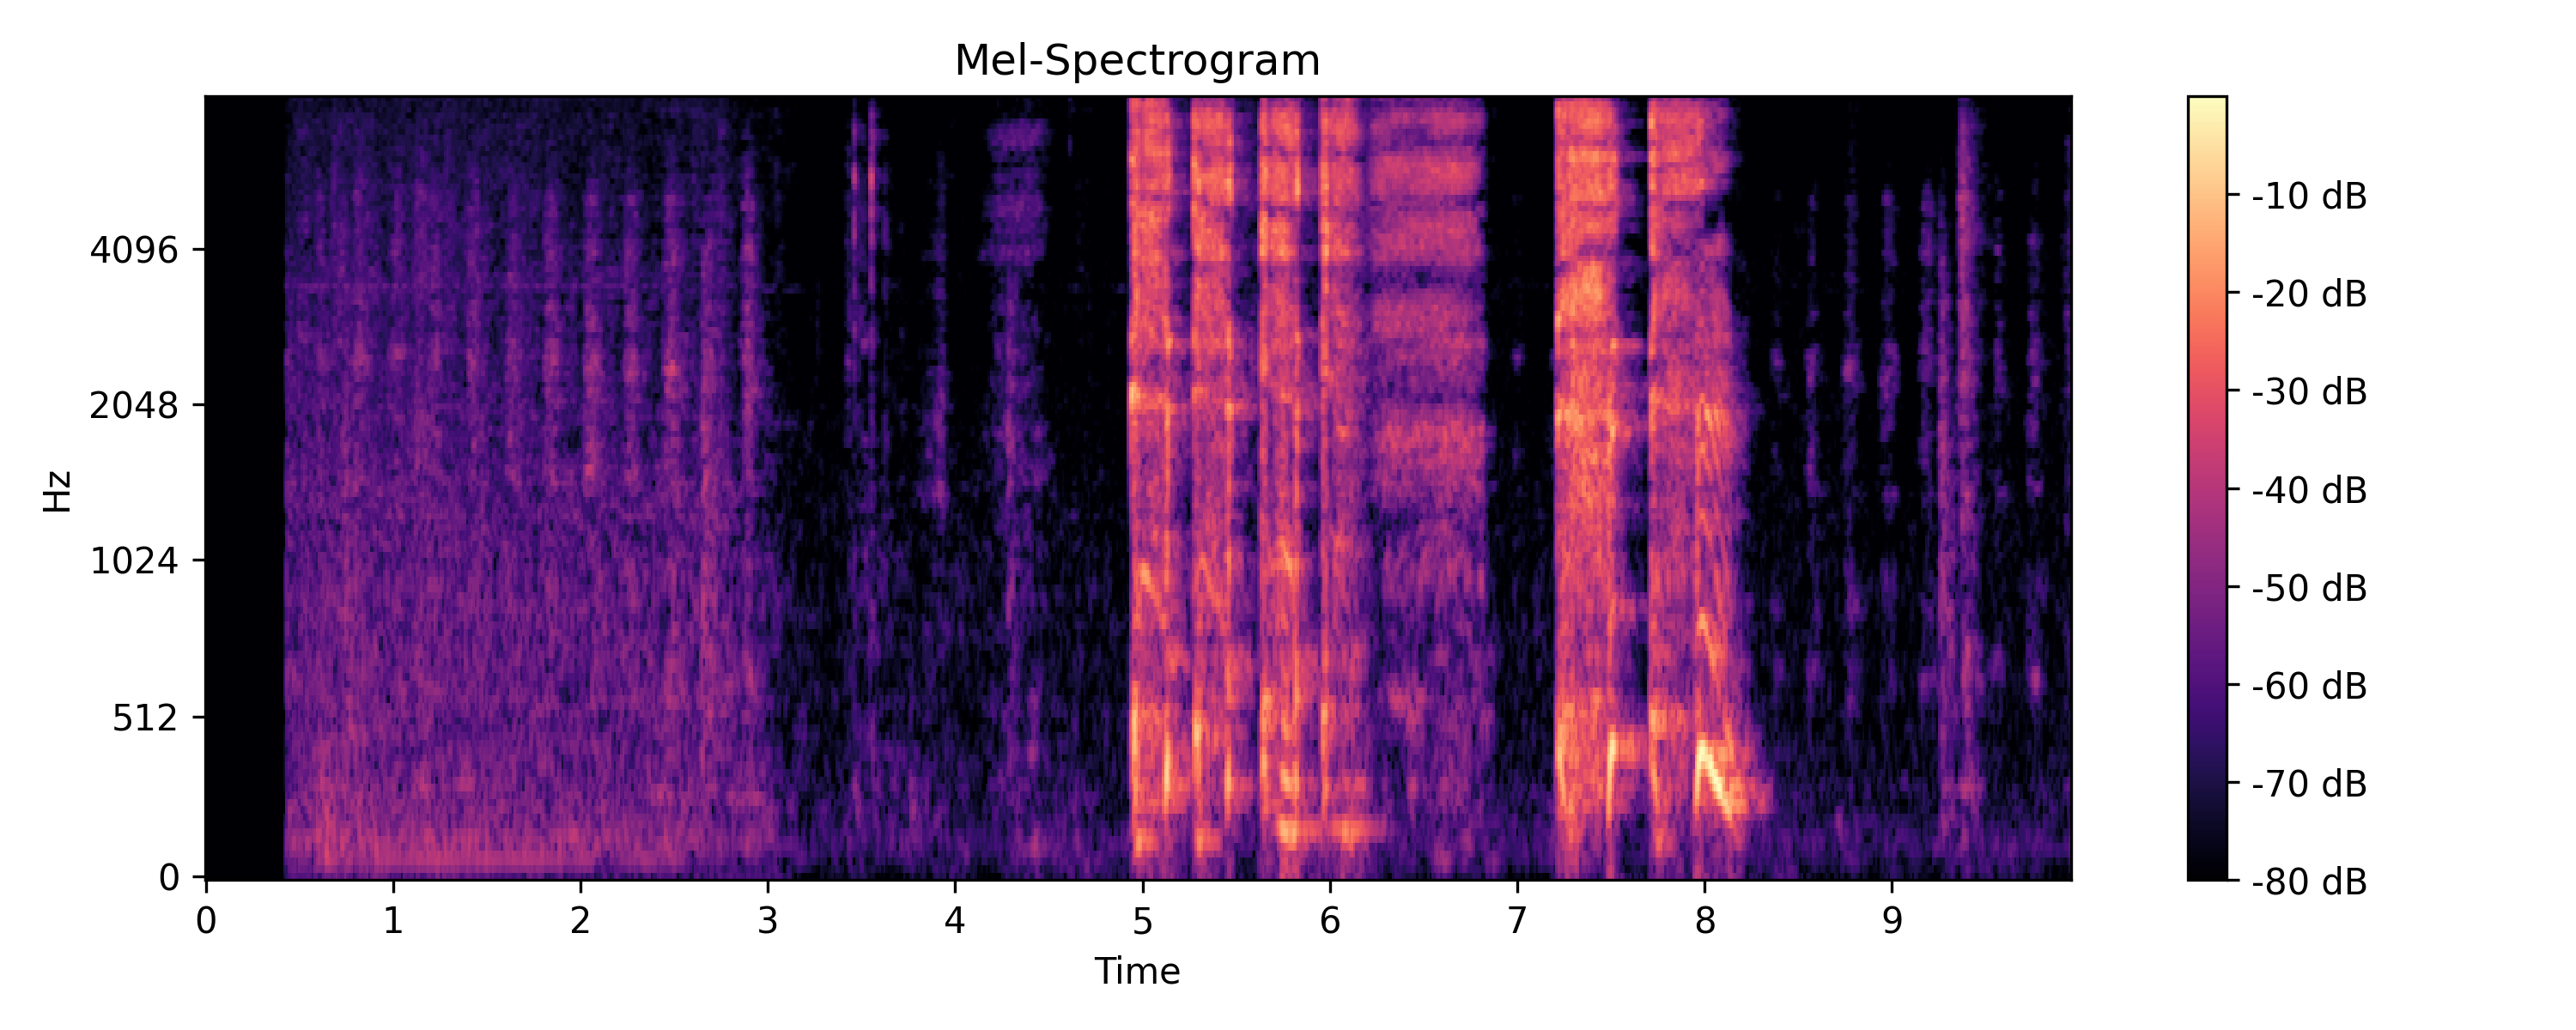 Mel-Spectrogram
Hz
4096
2048
1024
512
0
0 1 2 3 4 5 6 7 8 9
Time
-10 dB
-20 dB
-30 dB
-40 dB
-50 dB
-60 dB
-70 dB
-80 dB